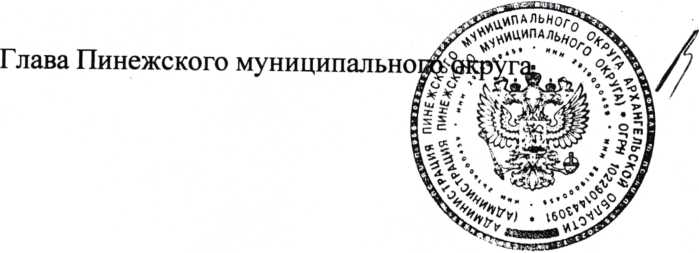 Глава Пинежского муниципального округа
АДМИНИСТРАЦИЯ ПИНЕЖСКОГО МУНИЦИПАЛЬНОГО ОКРУГА АРХАНГЕЛЬСКОЙ ОБЛАСТИ
(АДМИНИСТРАЦИЯ ПИНЕЖСКОГО МУНИЦИПАЛЬНОГО ОКРУГА) * ОГРН 1022901443091 *